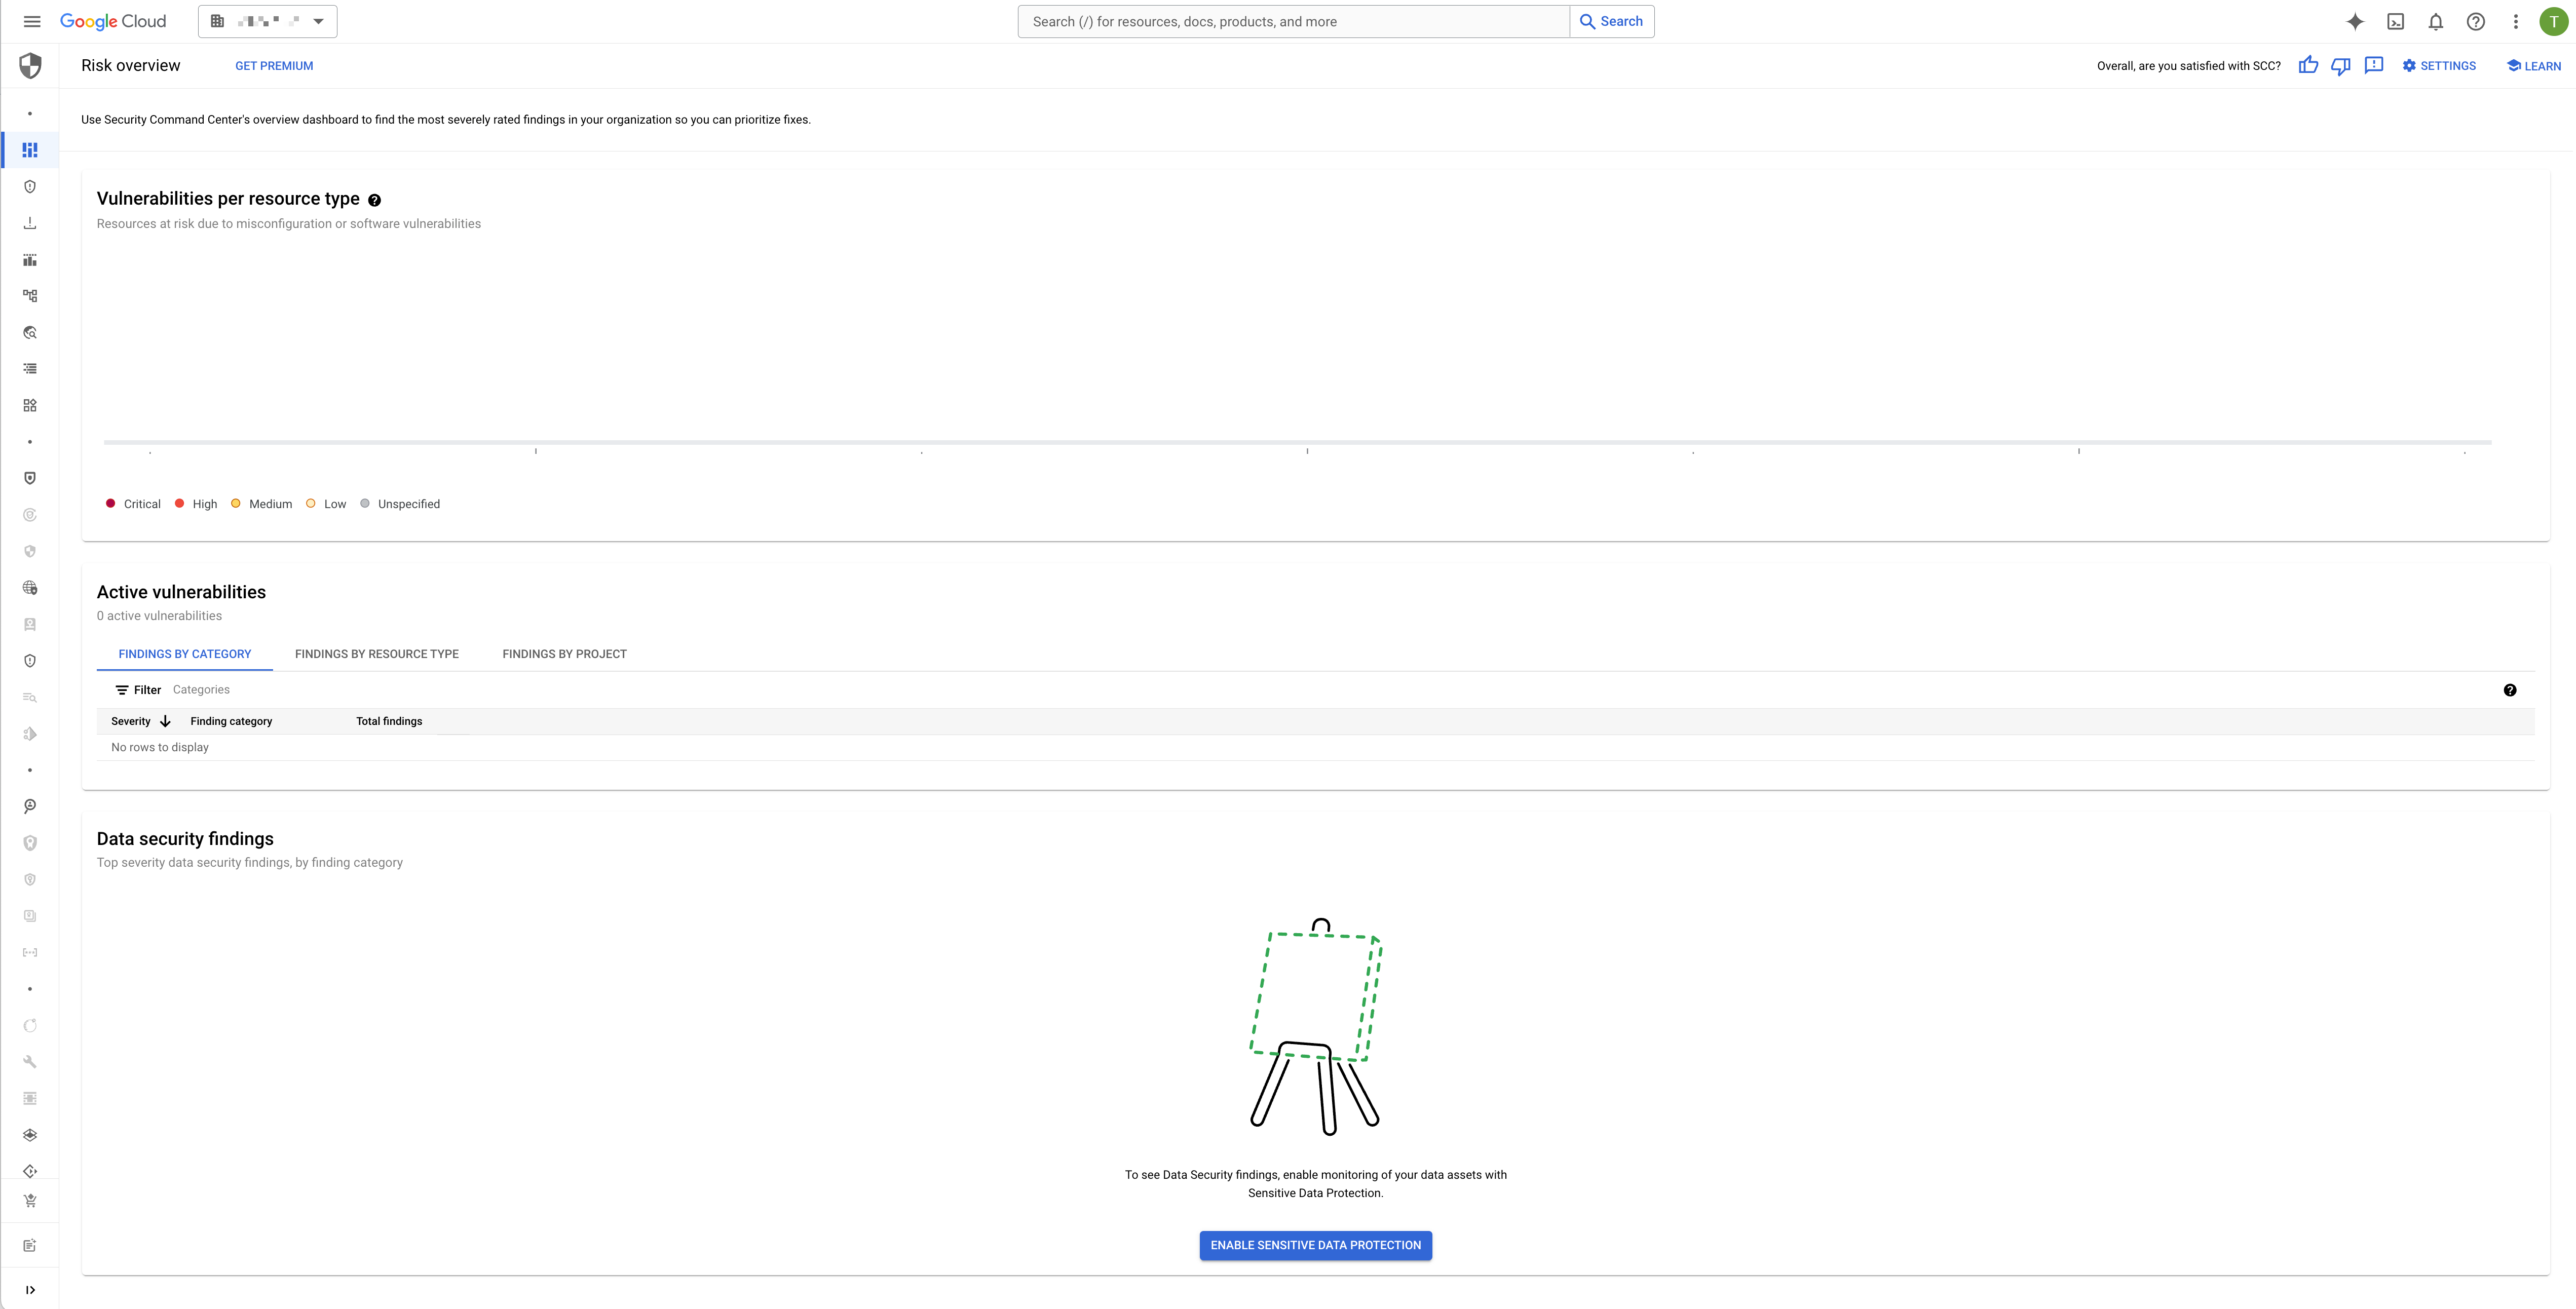 Google Cloud
Search (/) for resources, docs, products, and more
Search
T
Risk overview
GET PREMIUM
Overall, are you satisfied with SCC?
SETTINGS
LEARN
Use Security Command Center's overview dashboard to find the most severely rated findings in your organization so you can prioritize fixes.
Vulnerabilities per resource type
Resources at risk due to misconfiguration or software vulnerabilities
Critical
High
Medium
Low
Unspecified
Active vulnerabilities
0 active vulnerabilities
FINDINGS BY CATEGORY
FINDINGS BY RESOURCE TYPE
FINDINGS BY PROJECT
Filter Categories
Severity
Finding category
Total findings
No rows to display
Data security findings
Top severity data security findings, by finding category
To see Data Security findings, enable monitoring of your data assets with
Sensitive Data Protection.
ENABLE SENSITIVE DATA PROTECTION